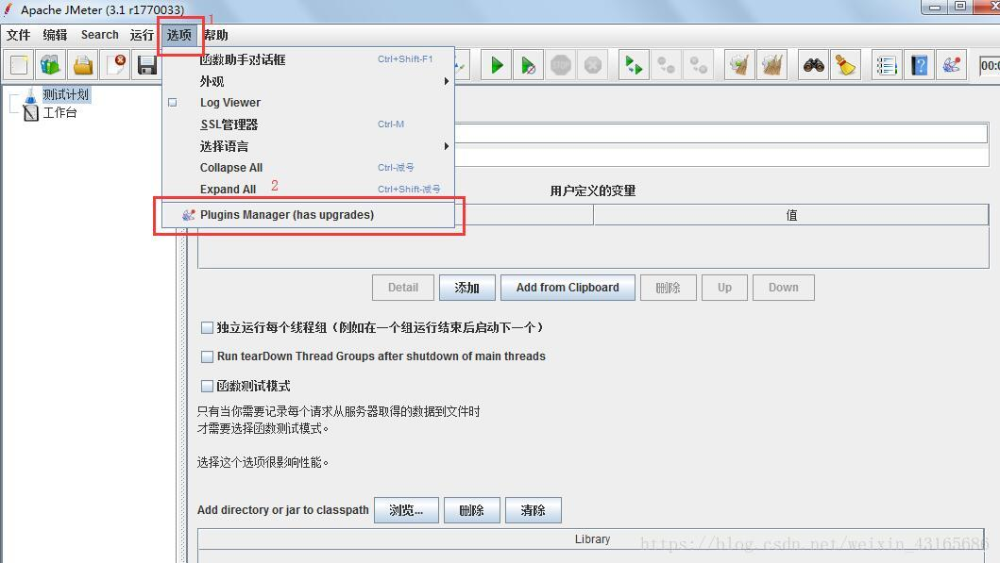 Apache JMeter (3.1 r1770033)
1
文件 编辑 Search 运行 选项 帮助
函数助手对话框 Ctrl+Shift-F1
外观
Log Viewer
SSL管理器 Ctrl-M
选择语言
Collapse All Ctrl-减号
Expand All 2 Ctrl+Shift-减号
Plugins Manager (has upgrades)
00:0
测试计划
工作台
用户定义的变量
值
Detail 添加 Add from Clipboard 删除 Up Down
独立运行每个线程组（例如在一个组运行结束后启动下一个）
Run tearDown Thread Groups after shutdown of main threads
函数测试模式
只有当你需要记录每个请求从服务器取得的数据到文件时
才需要选择函数测试模式。
选择这个选项很影响性能。
Add directory or jar to classpath 浏览... 删除 清除
Library
https://blog.csdn.net/weixin_43165686